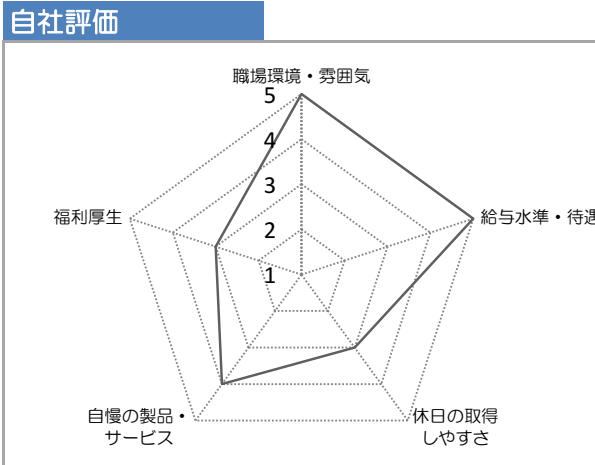 自社評価
職場環境・雰囲気
5
4
3
2
1
福利厚生
給与水準・待遇
自慢の製品・
サービス
休日の取得
しやすさ